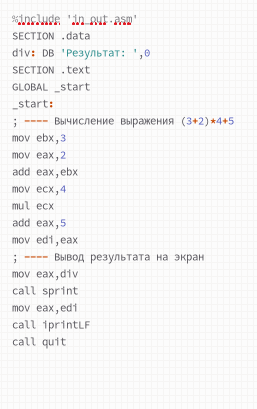 %include 'in_out.asm'
SECTION .data
div: DB 'Результат: ',0
SECTION .text
GLOBAL _start
_start:
; ---- Вычисление выражения (3+2)*4+5
mov ebx,3
mov eax,2
add eax,ebx
mov ecx,4
mul ecx
add eax,5
mov edi,eax
; ---- Вывод результата на экран
mov eax,div
call sprint
mov eax,edi
call iprintLF
call quit